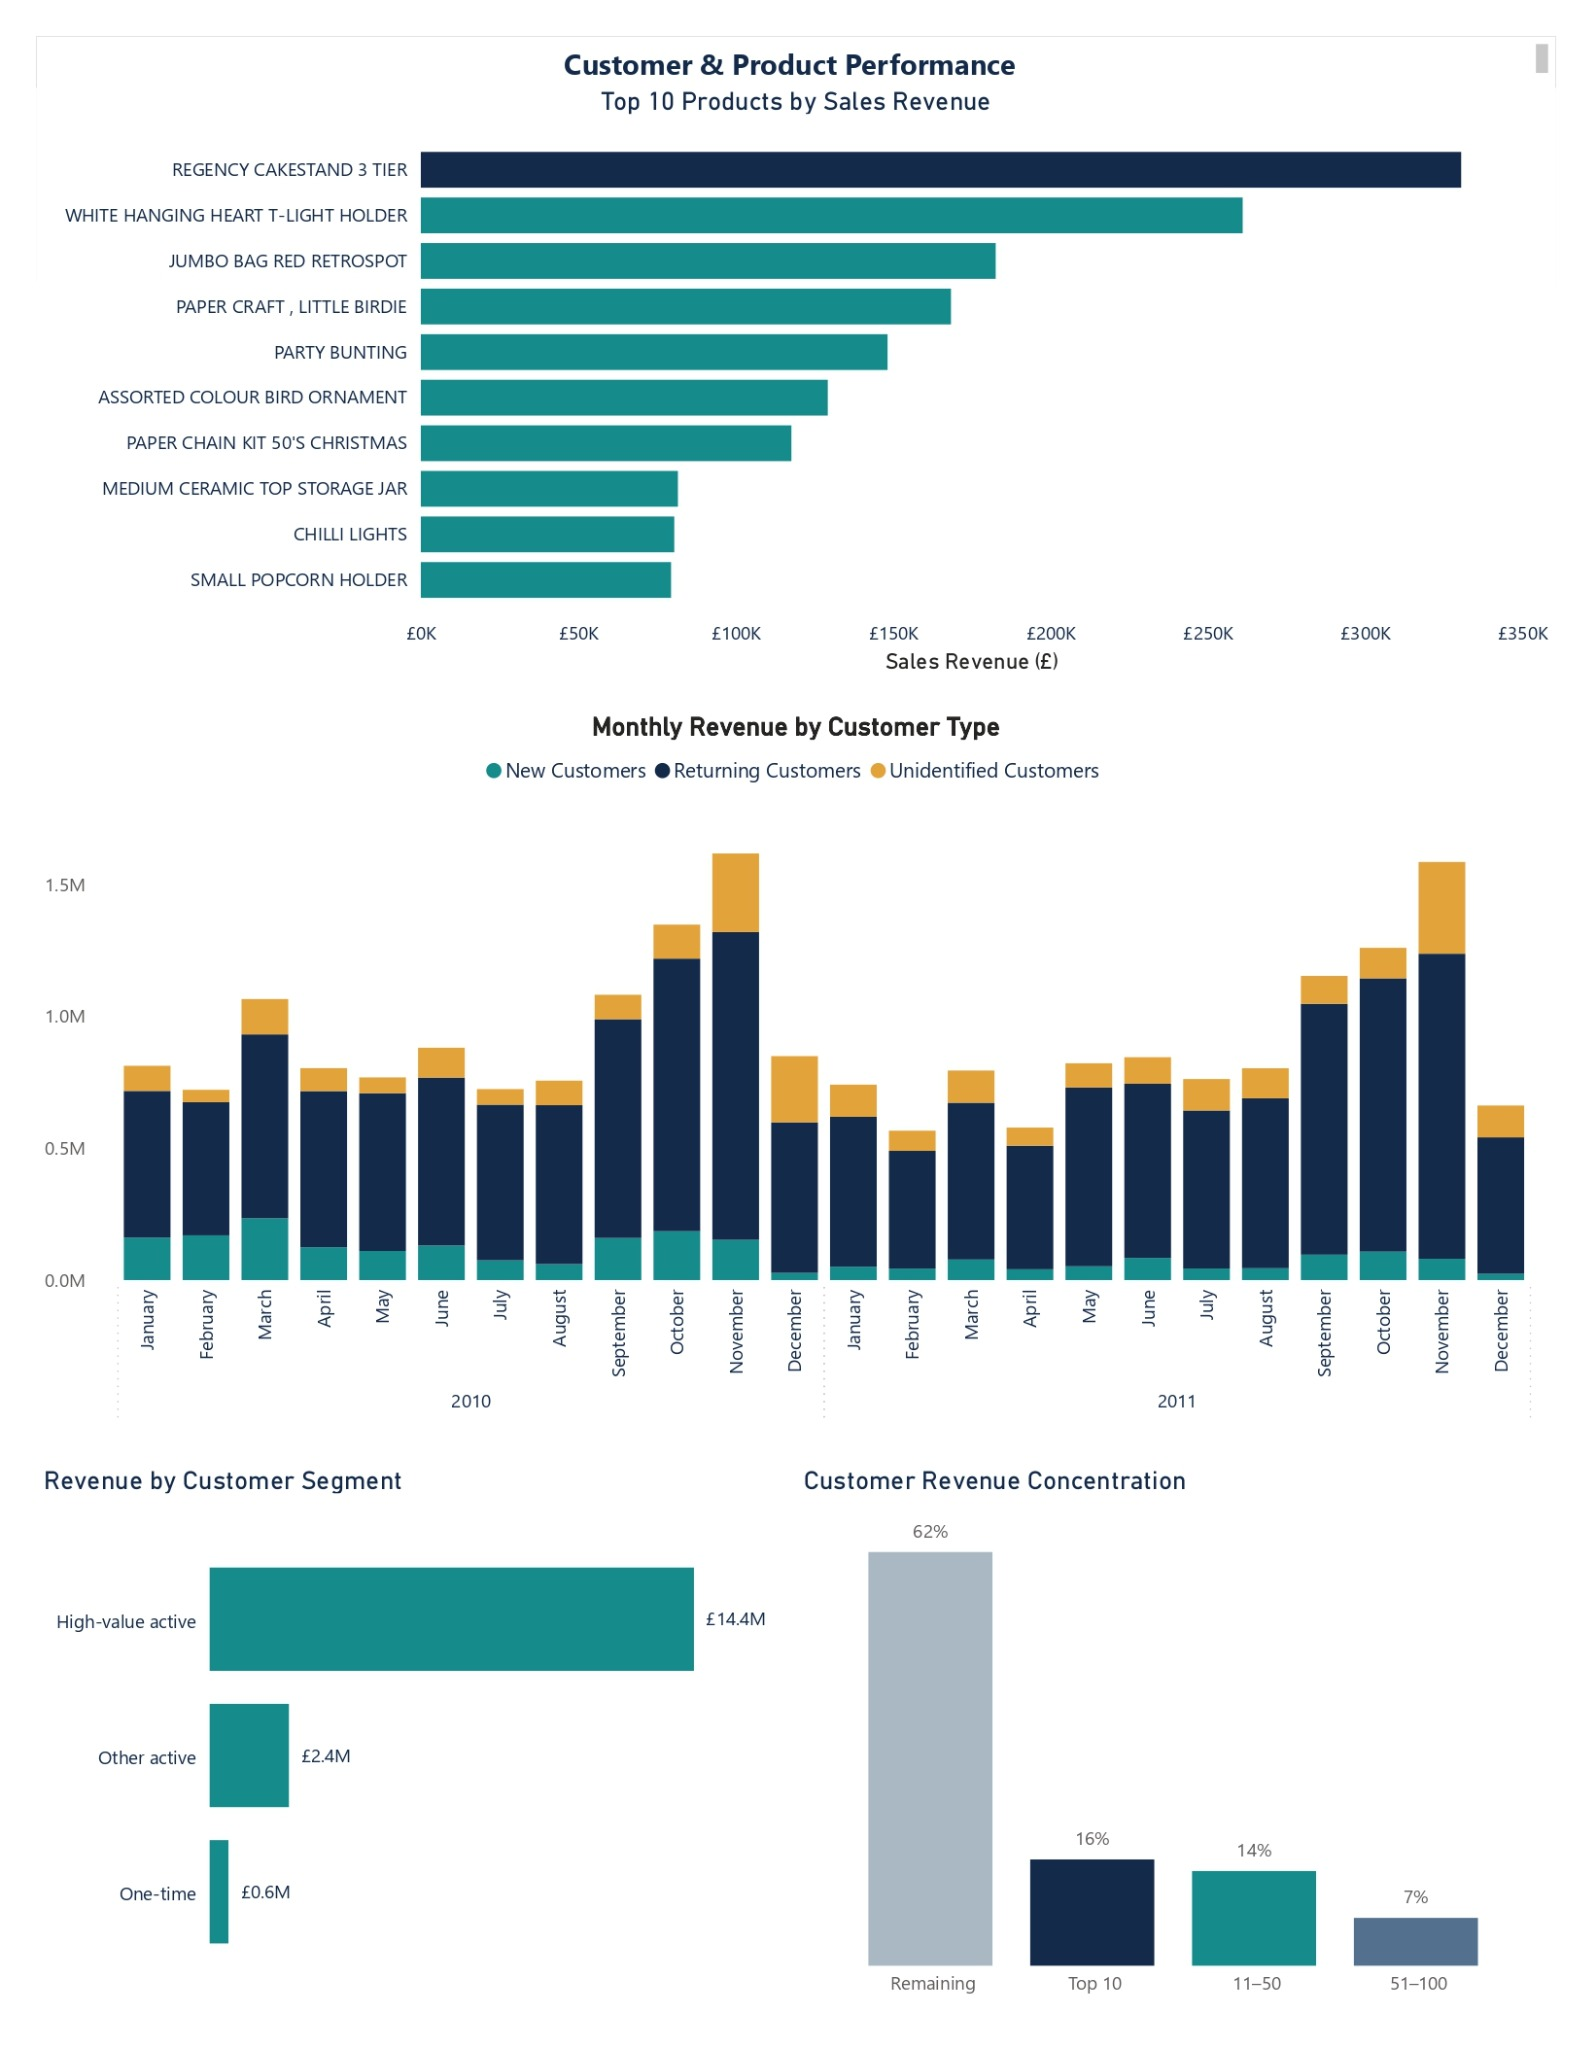 Customer & Product Performance
Top 10 Products by Sales Revenue
REGENCY CAKESTAND 3 TIER
WHITE HANGING HEART T-LIGHT HOLDER
JUMBO BAG RED RETROSPOT
PAPER CRAFT , LITTLE BIRDIE
PARTY BUNTING
ASSORTED COLOUR BIRD ORNAMENT
PAPER CHAIN KIT 50'S CHRISTMAS
MEDIUM CERAMIC TOP STORAGE JAR
CHILLI LIGHTS
SMALL POPCORN HOLDER
£0K £50K £100K £150K £200K £250K £300K £350K
Sales Revenue (£)
Monthly Revenue by Customer Type
New Customers Returning Customers Unidentified Customers
1.5M
1.0M
0.5M
0.0M
January February March April May June July August September October November December January February March April May June July August September October November December
2010 2011
Revenue by Customer Segment
High-value active £14.4M
Other active £2.4M
One-time £0.6M
Customer Revenue Concentration
62%
16%
14%
7%
Remaining Top 10 11–50 51–100